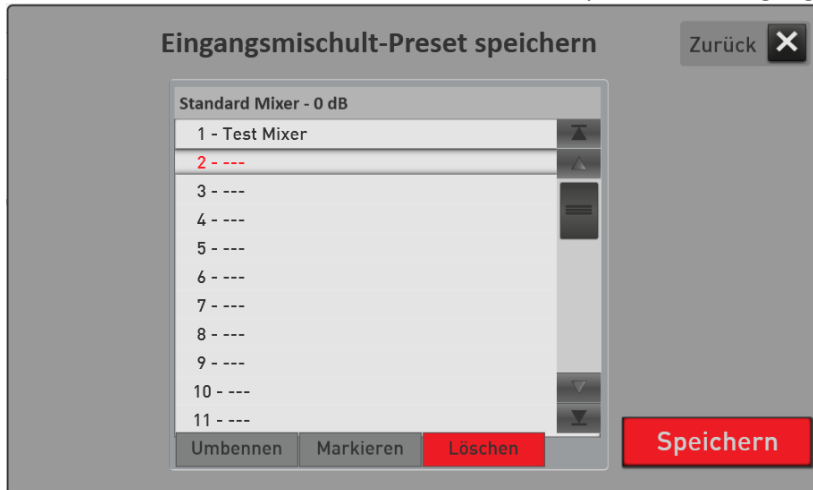 Eingangsmischult-Preset speichern
Zurück
Standard Mixer - 0 dB
1 - Test Mixer
2 - ---
3 - ---
4 - ---
5 - ---
6 - ---
7 - ---
8 - ---
9 - ---
10 - ---
11 - ---
Umbennen Markieren Löschen
Speichern